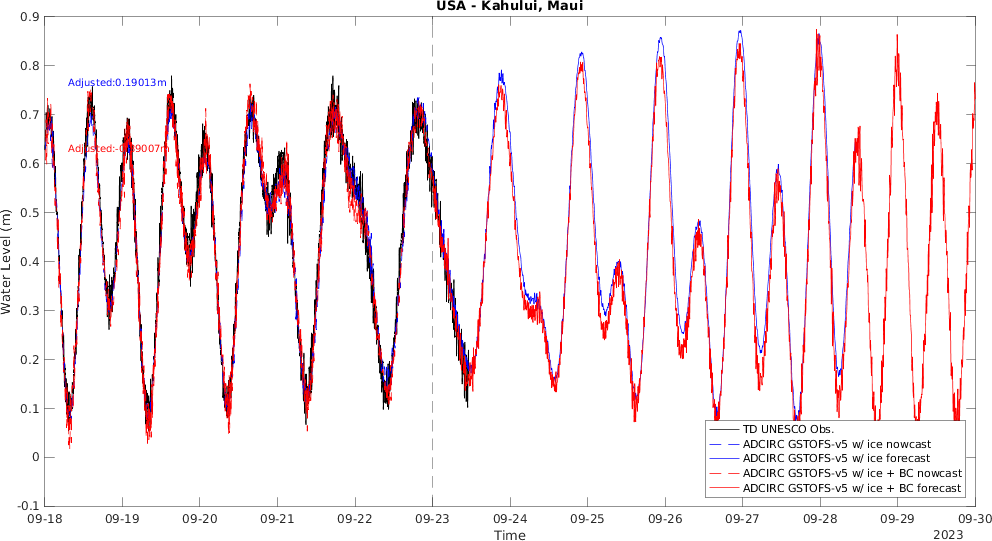 USA - Kahului, Maui
0.9
0.8
0.7
0.6
0.5
0.4
0.3
0.2
0.1
0
-0.1
Water Level (m)
Adjusted:0.19013m
TD UNESCO Obs.
ADCIRC GSTOFS-v5 w/ ice nowcast
ADCIRC GSTOFS-v5 w/ ice forecast
ADCIRC GSTOFS-v5 w/ ice + BC nowcast
ADCIRC GSTOFS-v5 w/ ice + BC forecast
09-18 09-19 09-20 09-21 09-22 09-23 09-24 09-25 09-26 09-27 09-28 09-29 09-30
Time
2023